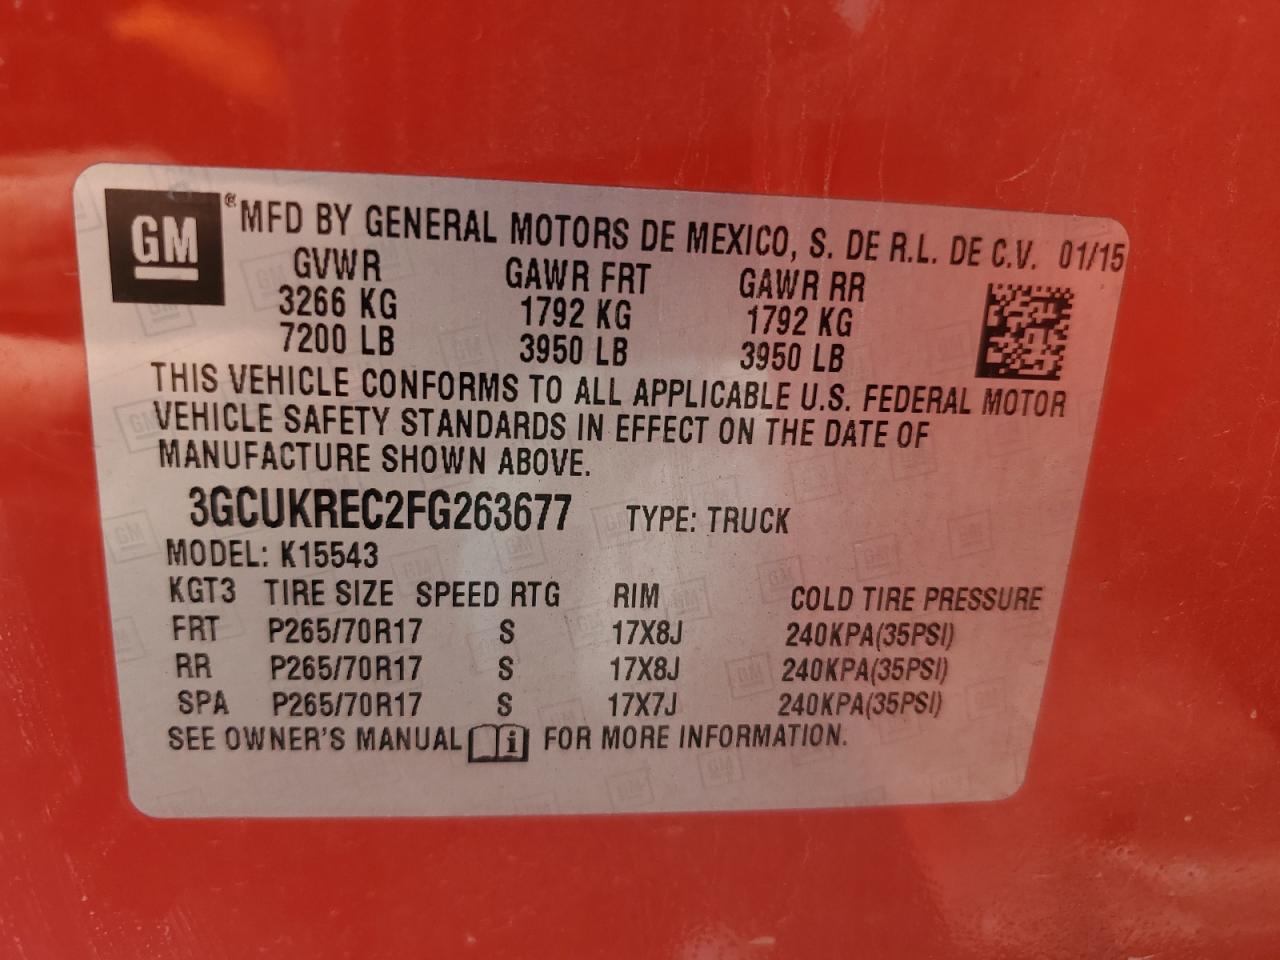 GM ® MFD BY GENERAL MOTORS DE MEXICO, S. DE R.L. DE C.V. 01/15
GVWR GAWR FRT GAWR RR
3266 KG 1792 KG 1792 KG
7200 LB 3950 LB 3950 LB
THIS VEHICLE CONFORMS TO ALL APPLICABLE U.S. FEDERAL MOTOR
VEHICLE SAFETY STANDARDS IN EFFECT ON THE DATE OF
MANUFACTURE SHOWN ABOVE.
3GCUKREC2FG263677 TYPE: TRUCK
MODEL: K15543
KGT3 TIRE SIZE SPEED RTG RIM COLD TIRE PRESSURE
FRT P265/70R17 S 17X8J 240KPA(35PSI)
RR P265/70R17 S 17X8J 240KPA(35PSI)
SPA P265/70R17 S 17X7J 240KPA(35PSI)
SEE OWNER'S MANUAL i FOR MORE INFORMATION.